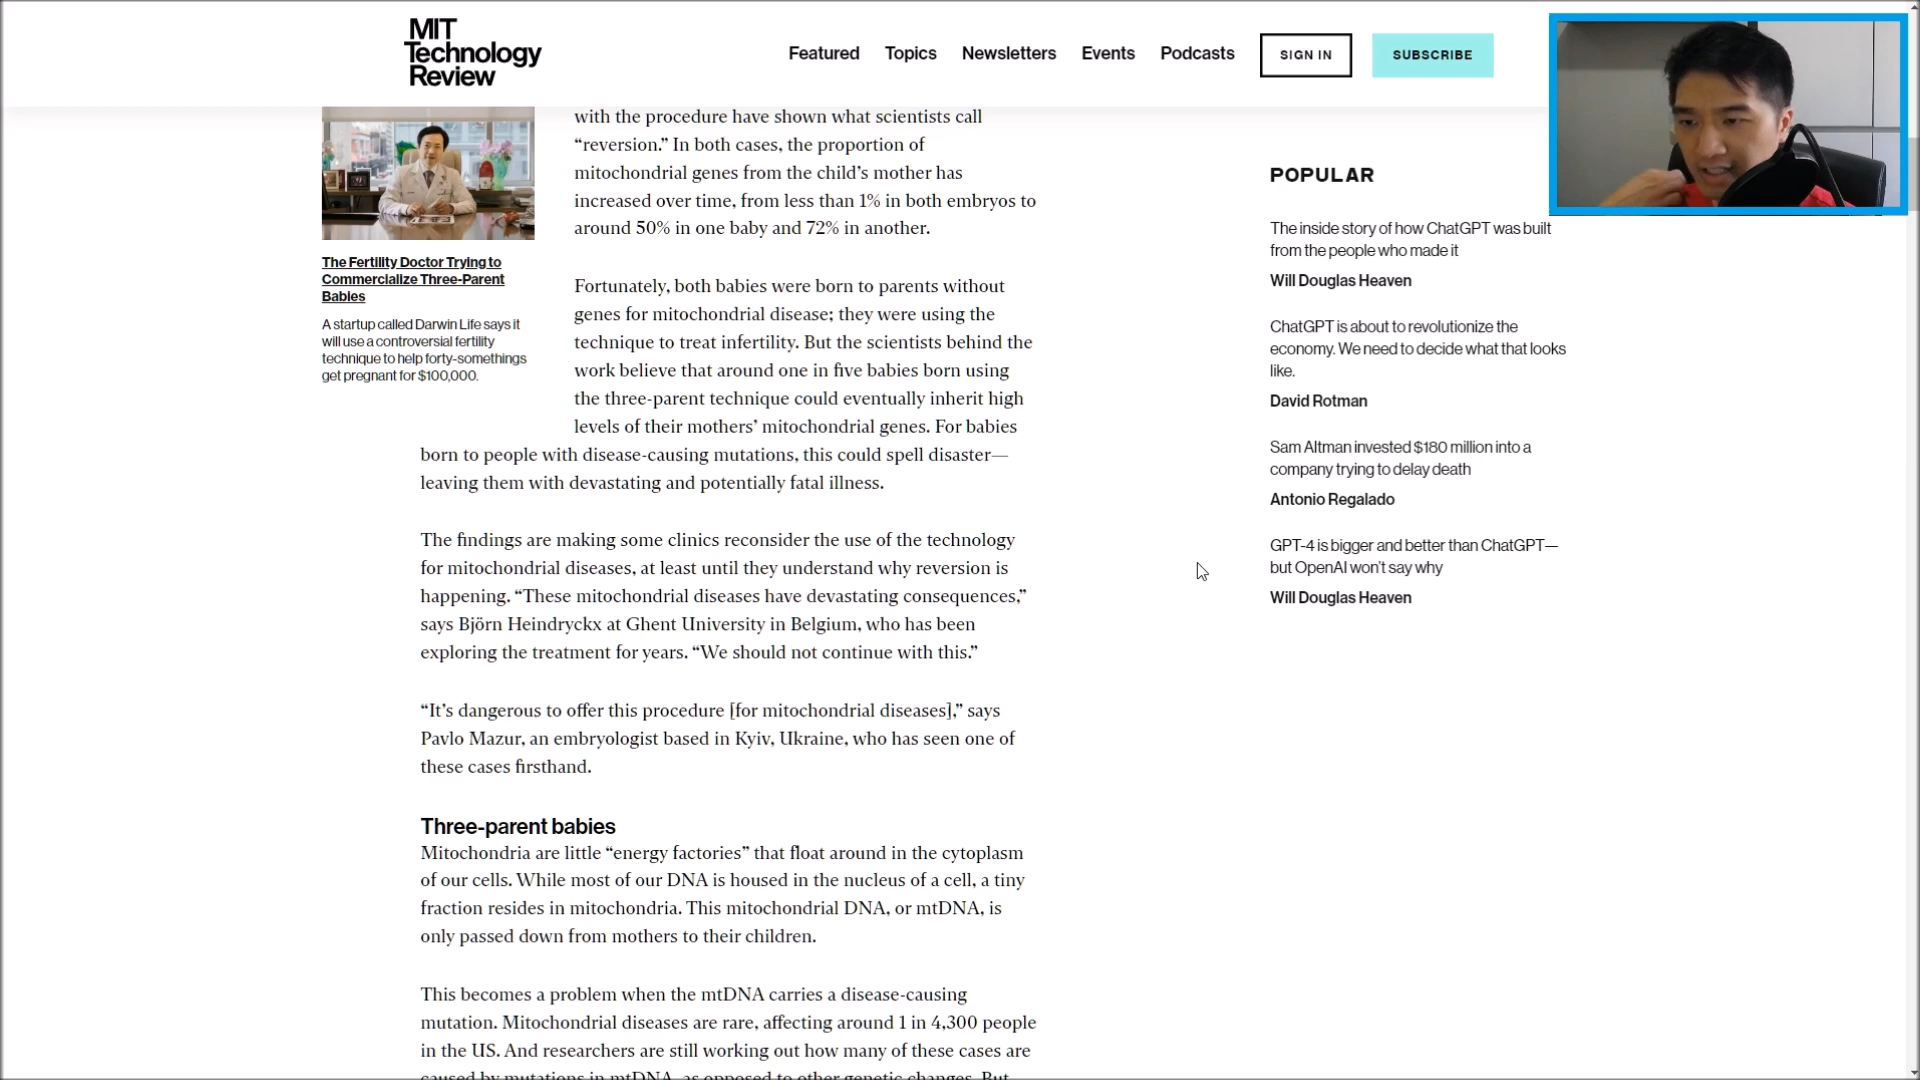 MIT
Technology
Review
Featured
Topics
Newsletters
Events
Podcasts
SIGN IN
SUBSCRIBE
The Fertility Doctor Trying to
Commercialize Three-Parent
Babies
A startup called Darwin Life says it
will use a controversial fertility
technique to help forty-somethings
get pregnant for $100,000.
with the procedure have shown what scientists call
“reversion.” In both cases, the proportion of
mitochondrial genes from the child’s mother has
increased over time, from less than 1% in both embryos to
around 50% in one baby and 72% in another.
Fortunately, both babies were born to parents without
genes for mitochondrial disease; they were using the
technique to treat infertility. But the scientists behind the
work believe that around one in five babies born using
the three-parent technique could eventually inherit high
levels of their mothers’ mitochondrial genes. For babies
born to people with disease-causing mutations, this could spell disaster—
leaving them with devastating and potentially fatal illness.
The findings are making some clinics reconsider the use of the technology
for mitochondrial diseases, at least until they understand why reversion is
happening. “These mitochondrial diseases have devastating consequences,”
says Björn Heindryckx at Ghent University in Belgium, who has been
exploring the treatment for years. “We should not continue with this.”
“It’s dangerous to offer this procedure [for mitochondrial diseases],” says
Pavlo Mazur, an embryologist based in Kyiv, Ukraine, who has seen one of
these cases firsthand.
Three-parent babies
Mitochondria are little “energy factories” that float around in the cytoplasm
of our cells. While most of our DNA is housed in the nucleus of a cell, a tiny
fraction resides in mitochondria. This mitochondrial DNA, or mtDNA, is
only passed down from mothers to their children.
This becomes a problem when the mtDNA carries a disease-causing
mutation. Mitochondrial diseases are rare, affecting around 1 in 4,300 people
in the US. And researchers are still working out how many of these cases are
caused by mutations in mtDNA, as opposed to other genetic changes. But
POPULAR
The inside story of how ChatGPT was built
from the people who made it
Will Douglas Heaven
ChatGPT is about to revolutionize the
economy. We need to decide what that looks
like.
David Rotman
Sam Altman invested $180 million into a
company trying to delay death
Antonio Regalado
GPT-4 is bigger and better than ChatGPT—
but OpenAI won’t say why
Will Douglas Heaven